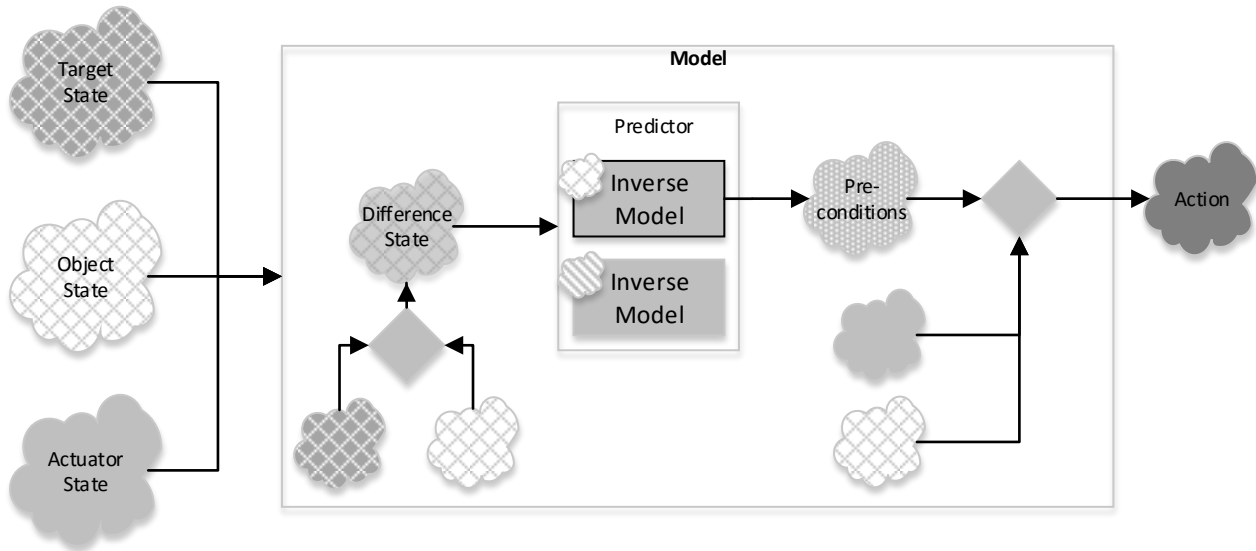 Target
State
Object
State
Actuator
State
Model
Difference
State
Predictor
Inverse
Model
Inverse
Model
Pre-
conditions
Action